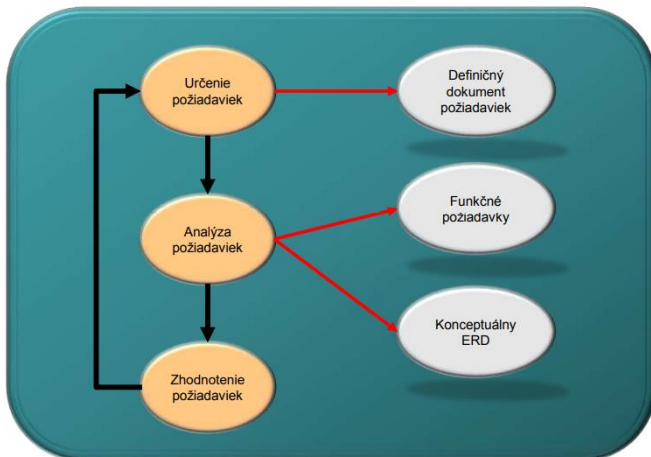 Určenie
požiadaviek
Definičný
dokument
požiadaviek
Analýza
požiadaviek
Funkčné
požiadavky
Konceptuálny
ERD
Zhodnotenie
požiadaviek